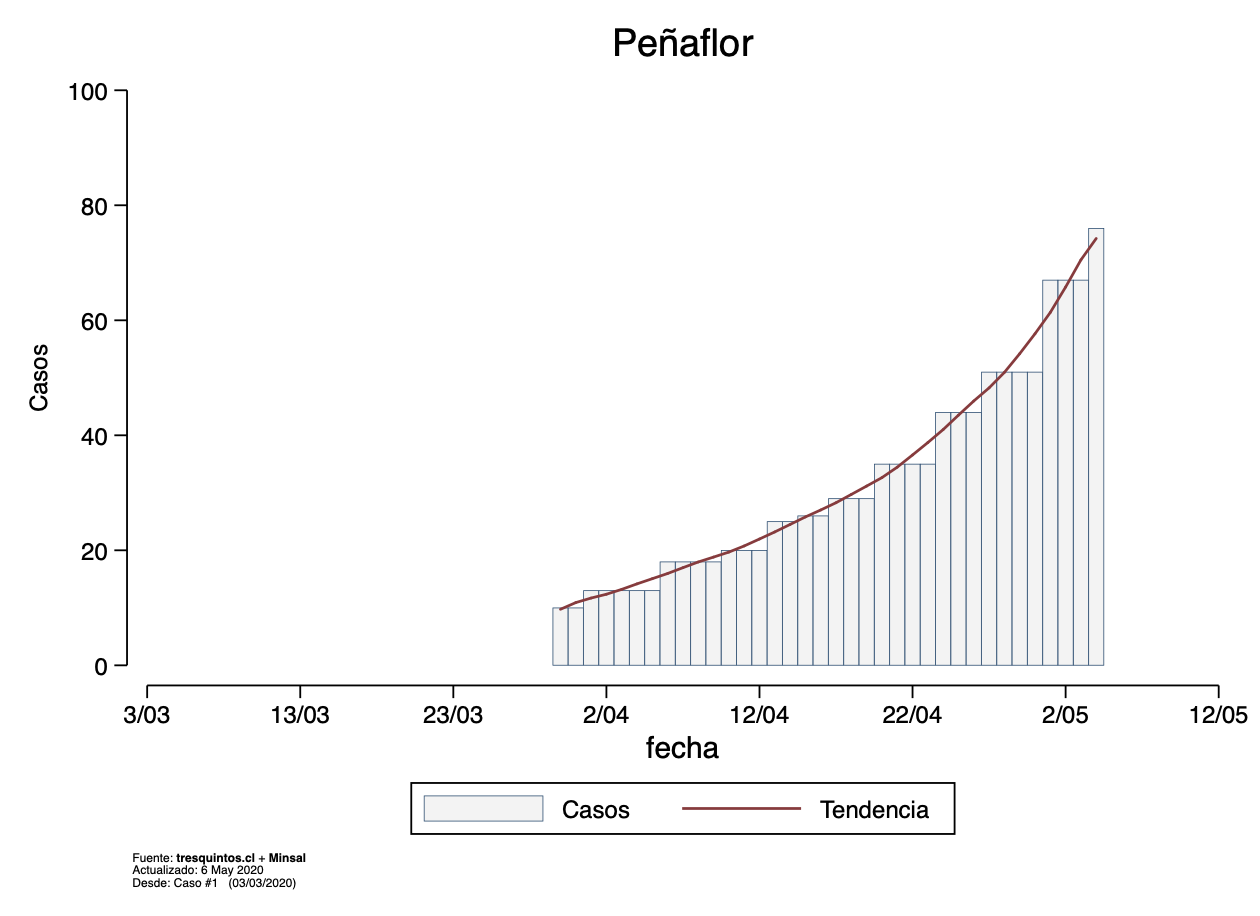 Peñaflor
100
80
60
40
20
0
Casos
3/03 13/03 23/03 2/04 12/04 22/04 2/05 12/05
fecha
Casos Tendencia
Fuente: tresquintos.cl + Minsal
Actualizado: 6 May 2020
Desde: Caso #1 (03/03/2020)